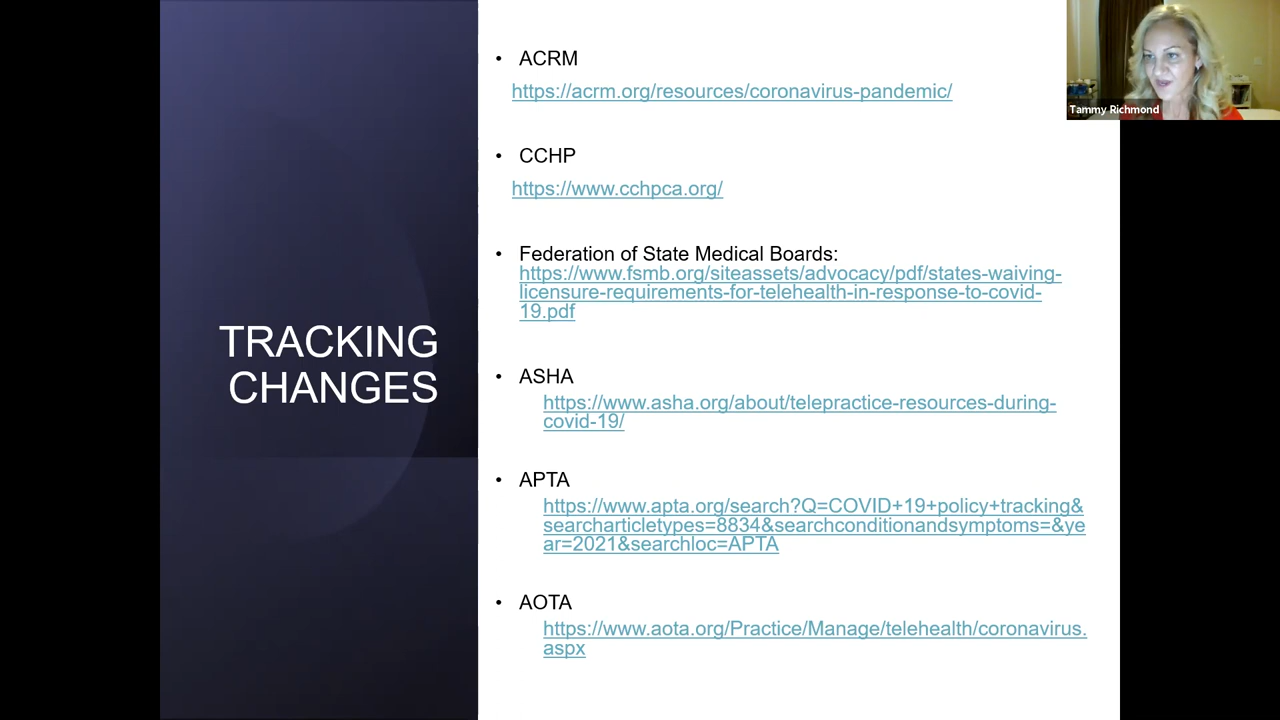 TRACKING
CHANGES
• ACRM
https://acrm.org/resources/coronavirus-pandemic/
• CCHP
https://www.cchpca.org/
• Federation of State Medical Boards:
https://www.fsmb.org/siteassets/advocacy/pdf/states-waiving-
licensure-requirements-for-telehealth-in-response-to-covid-
19.pdf
• ASHA
https://www.asha.org/about/telepractice-resources-during-
covid-19/
• APTA
https://www.apta.org/search?Q=COVID+19+policy+tracking&
searcharticletypes=8834&searchconditionandsymptoms=&ye
ar=2021&searchloc=APTA
• AOTA
https://www.aota.org/Practice/Manage/telehealth/coronavirus.
aspx
Tammy Richmond